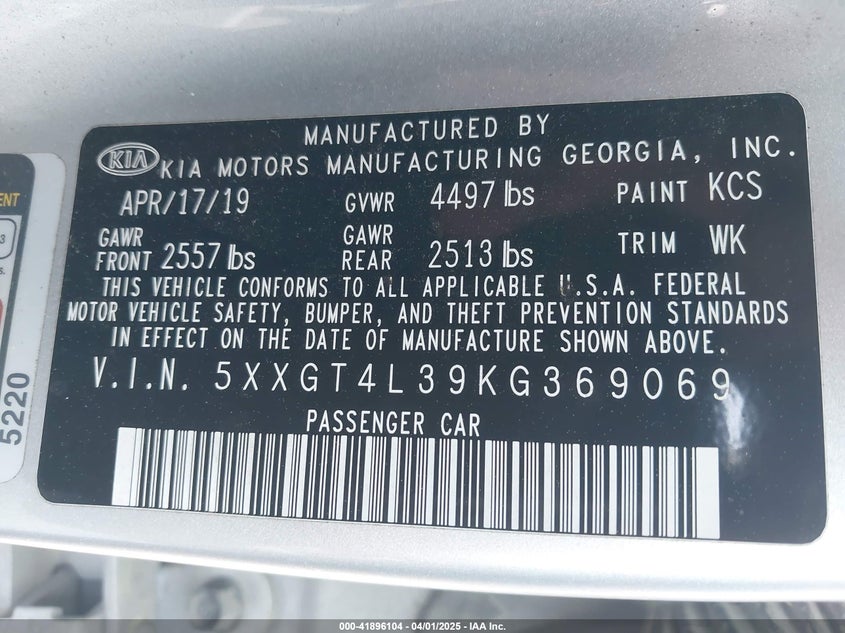 MANUFACTURED BY
KIA KIA MOTORS MANUFACTURING GEORGIA, INC.
APR/17/19 GVWR 4497 lbs PAINT KCS
GAWR FRONT 2557 lbs GAWR REAR 2513 lbs TRIM WK
THIS VEHICLE CONFORMS TO ALL APPLICABLE U.S.A. FEDERAL
MOTOR VEHICLE SAFETY, BUMPER, AND THEFT PREVENTION STANDARDS
IN EFFECT ON THE DATE OF MANUFACTURE SHOWN ABOVE.
V.I.N. 5XXGT4L39KG369069
PASSENGER CAR
5220
000-41896104 / 04/01/2025 - IAA Inc.